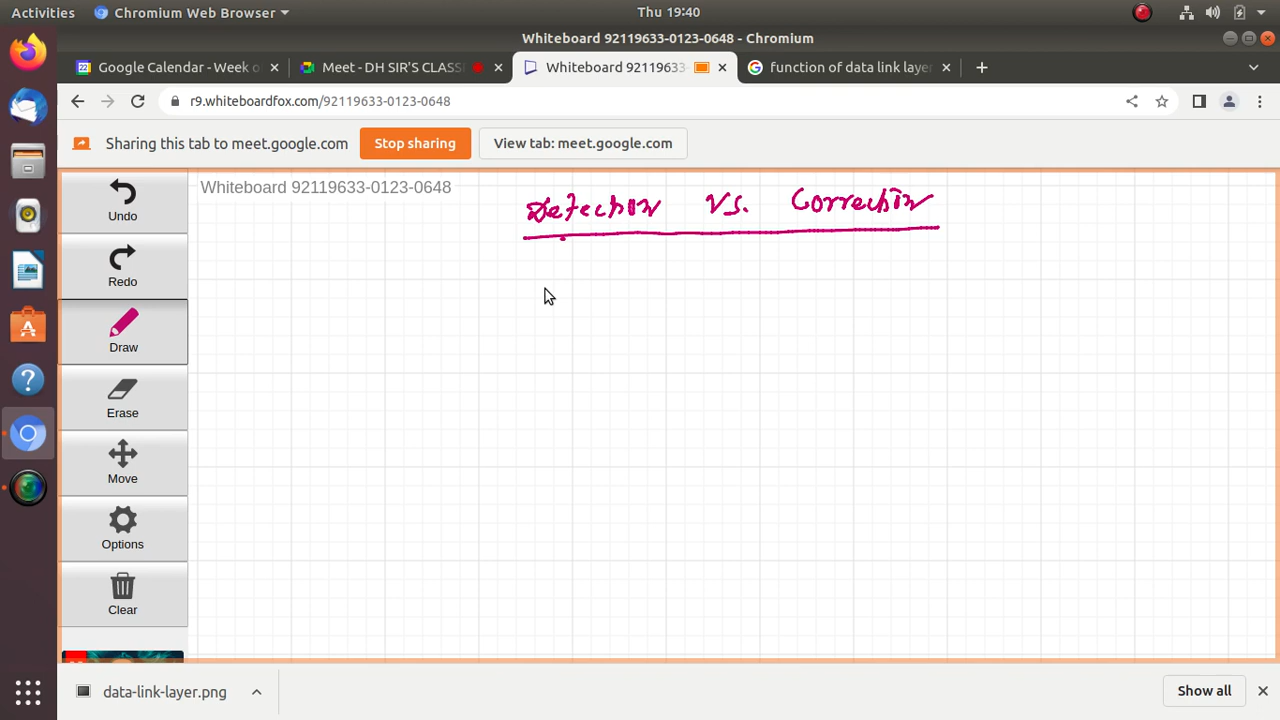 Activities Chromium Web Browser Thu 19:40
Whiteboard 92119633-0123-0648 - Chromium
Google Calendar - Week o Meet - DH SIR'S CLASS Whiteboard 92119633 function of data link laye
r9.whiteboardfox.com/92119633-0123-0648
Sharing this tab to meet.google.com Stop sharing View tab: meet.google.com
Whiteboard 92119633-0123-0648
Detection Vs. Correction
Undo
Redo
Draw
Erase
Move
Options
Clear
data-link-layer.png Show all